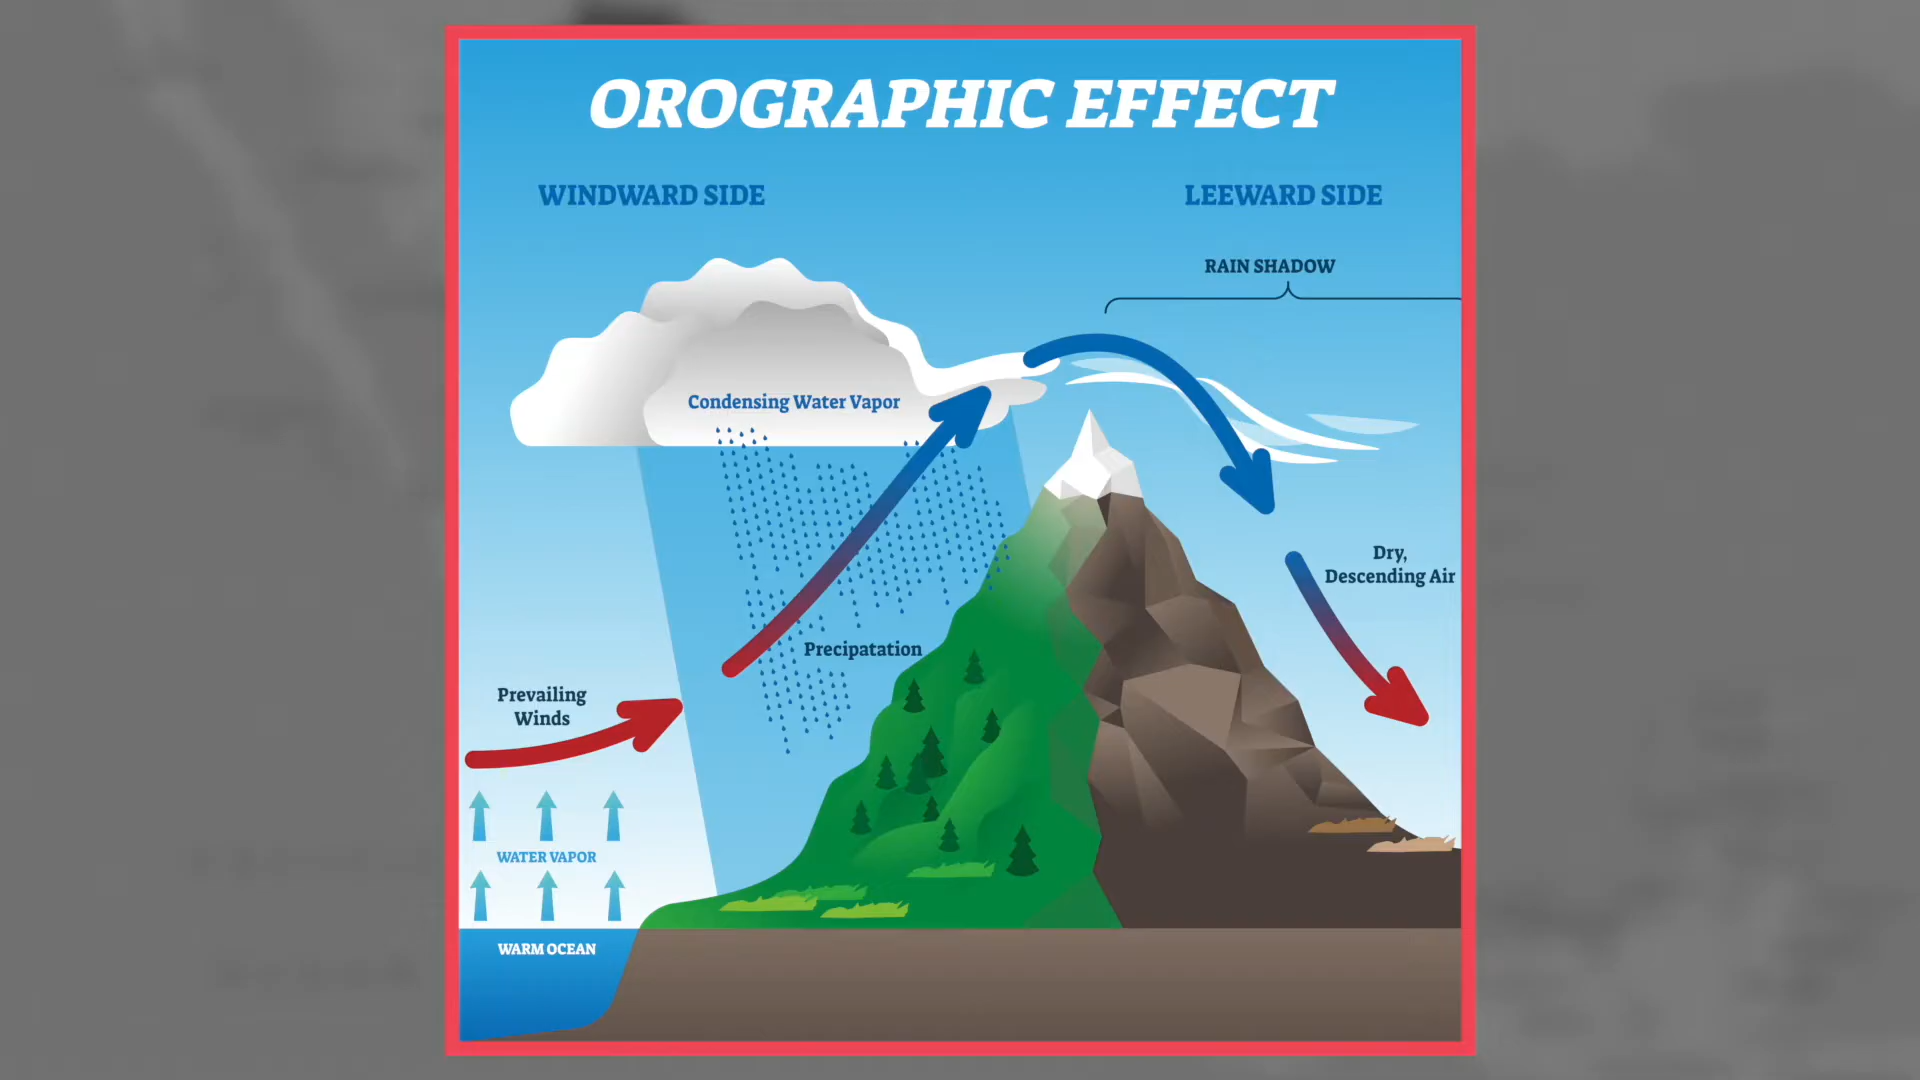 OROGRAPHIC EFFECT
WINDWARD SIDE
LEEWARD SIDE
RAIN SHADOW
Condensing Water Vapor
Dry,
Descending Air
Precipatation
Prevailing
Winds
WATER VAPOR
WARM OCEAN